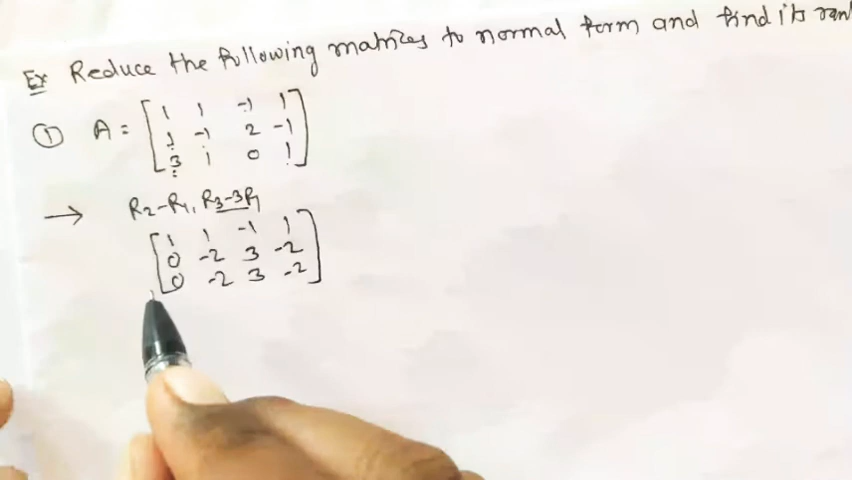 Ex Reduce the following matrices to normal form and find its ran
① A = [ 1 1 -1 1
1 -1 2 -1
3 1 0 1 ]
→ R2-R1, R3-3R1
[ 1 1 -1 1
0 -2 3 -2
0 -2 3 -2 ]